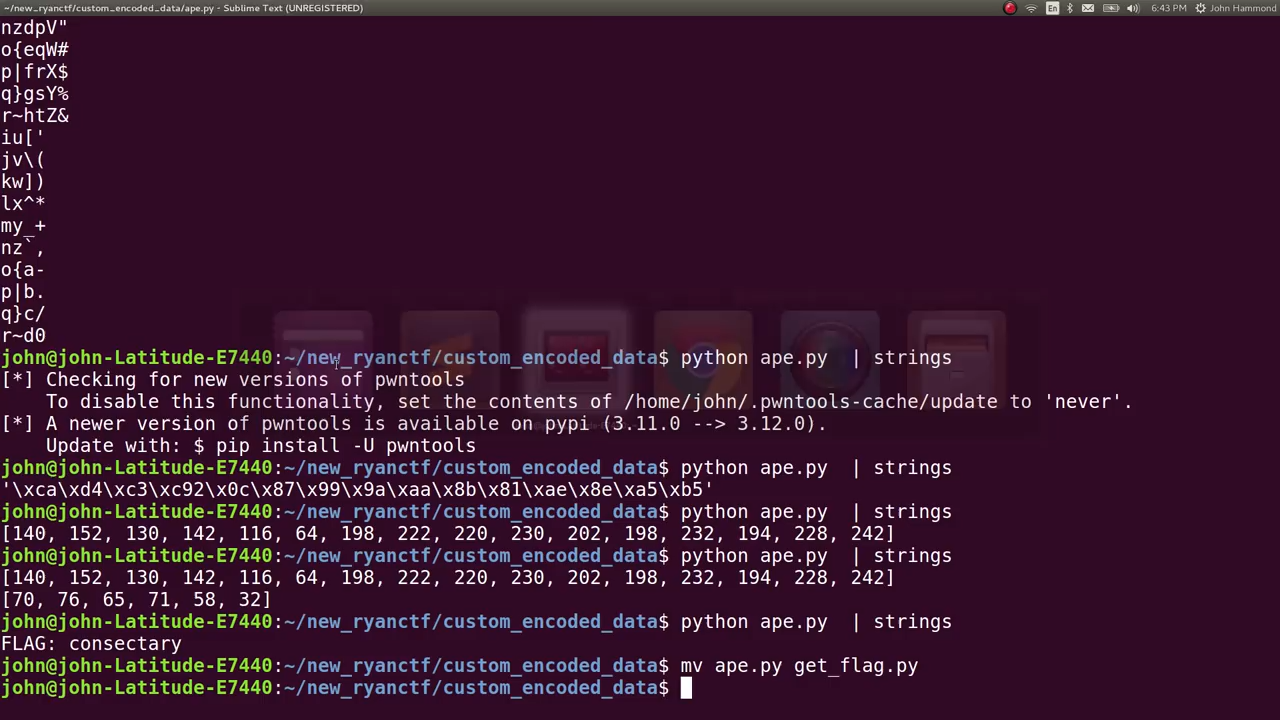 ~/new_ryanctf/custom_encoded_data/ape.py - Sublime Text (UNREGISTERED)
En
6:43 PM
John Hammond
nzdpV"
o{eqW#
p|frX$
q}gsY%
r~htZ&
iu['
jv\(
kw])
lx^*
my_+
nz`,
o{a-
p|b.
q}c/
r~d0
john@john-Latitude-E7440:~/new_ryanctf/custom_encoded_data$ python ape.py  | strings
[*] Checking for new versions of pwntools
    To disable this functionality, set the contents of /home/john/.pwntools-cache/update to 'never'.
[*] A newer version of pwntools is available on pypi (3.11.0 --> 3.12.0).
    Update with: $ pip install -U pwntools
john@john-Latitude-E7440:~/new_ryanctf/custom_encoded_data$ python ape.py  | strings
'\xca\xd4\xc3\xc92\x0c\x87\x99\x9a\xaa\x8b\x81\xae\x8e\xa5\xb5'
john@john-Latitude-E7440:~/new_ryanctf/custom_encoded_data$ python ape.py  | strings
[140, 152, 130, 142, 116, 64, 198, 222, 220, 230, 202, 198, 232, 194, 228, 242]
john@john-Latitude-E7440:~/new_ryanctf/custom_encoded_data$ python ape.py  | strings
[140, 152, 130, 142, 116, 64, 198, 222, 220, 230, 202, 198, 232, 194, 228, 242]
[70, 76, 65, 71, 58, 32]
john@john-Latitude-E7440:~/new_ryanctf/custom_encoded_data$ python ape.py  | strings
FLAG: consectary
john@john-Latitude-E7440:~/new_ryanctf/custom_encoded_data$ mv ape.py get_flag.py
john@john-Latitude-E7440:~/new_ryanctf/custom_encoded_data$